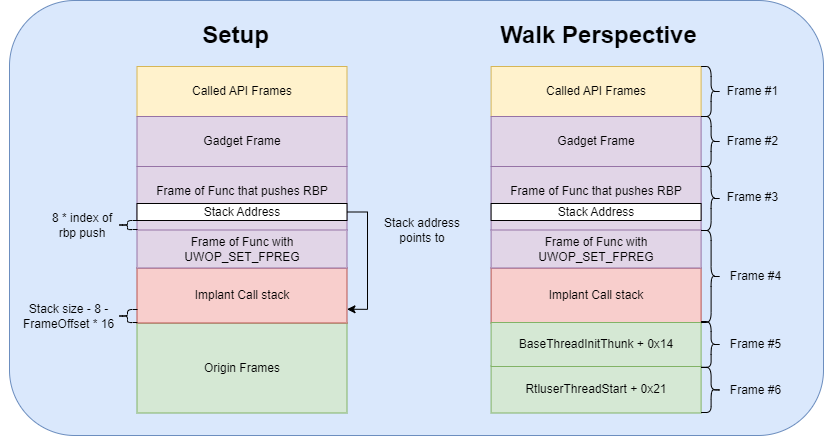 Setup
Walk Perspective
Called API Frames
Called API Frames
Frame #1
Gadget Frame
Gadget Frame
Frame #2
Frame of Func that pushes RBP
Frame of Func that pushes RBP
Frame #3
Stack Address
Stack Address
8 * index of
rbp push
Stack address
points to
Frame of Func with
UWOP_SET_FPREG
Frame of Func with
UWOP_SET_FPREG
Frame #4
Implant Call stack
Implant Call stack
Stack size - 8 -
FrameOffset * 16
BaseThreadInitThunk + 0x14
Frame #5
Origin Frames
RtluserThreadStart + 0x21
Frame #6